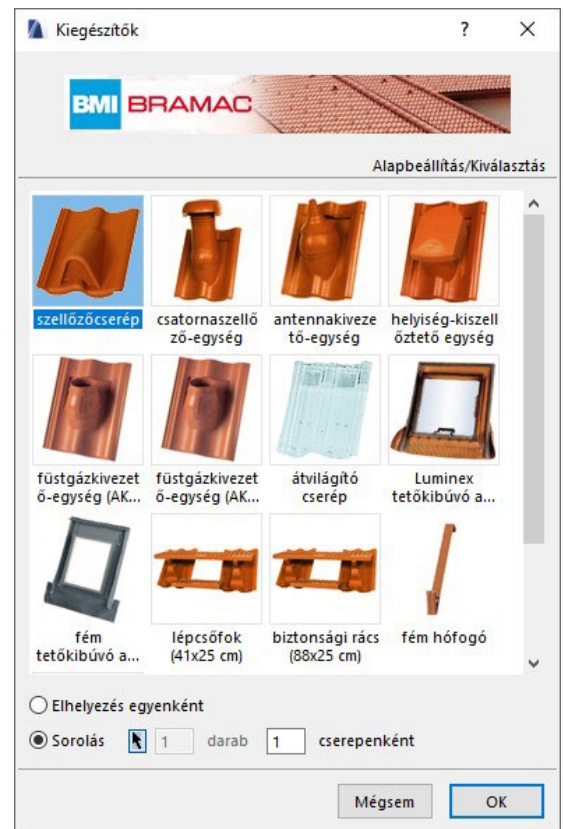 Kiegészítők
?
BMI BRAMAC
Alapbeállítás/Kiválasztás
szellőzőcserép
csatornaszellő
ző-egység
antennakiveze
tő-egység
helyiség-kiszell
őztető egység
füstgázkivezet
ő-egység (AK...
füstgázkivezet
ő-egység (AK...
átvilágító
cserép
Luminex
tetőkibúvó a...
fém
tetőkibúvó a...
lépcsőfok
(41x25 cm)
biztonsági rács
(88x25 cm)
fém hófogó
Elhelyezés egyenként
Sorolás 1 darab 1 cserepenként
Mégsem OK